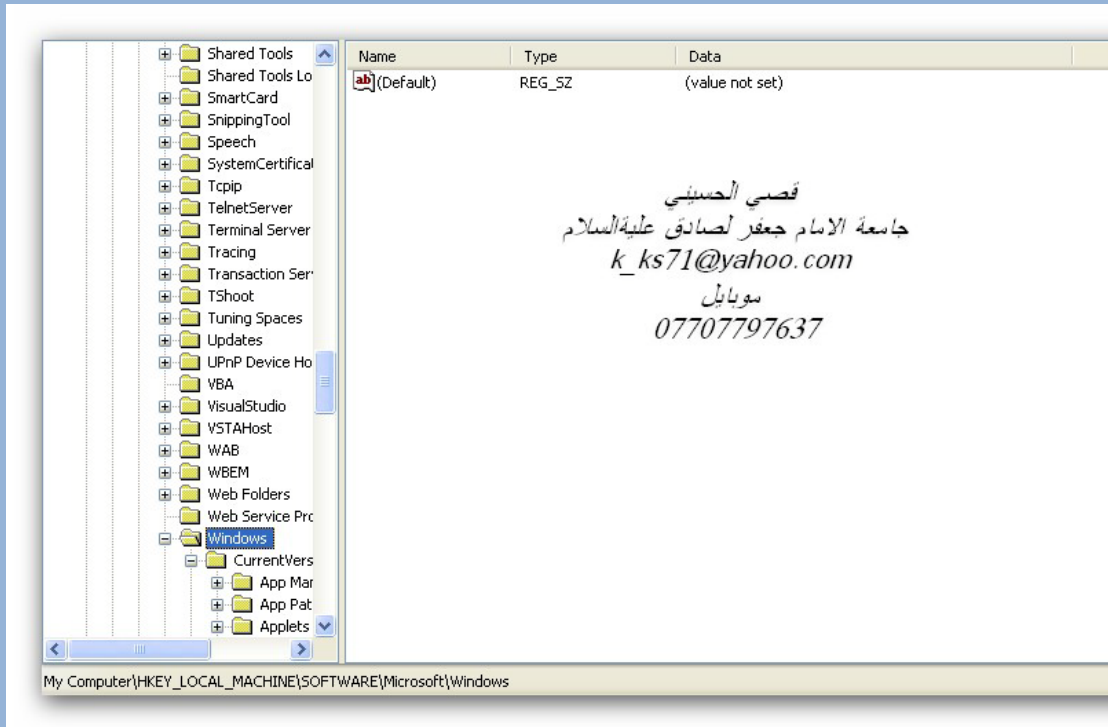 Shared Tools
Shared Tools Lo
SmartCard
SnippingTool
Speech
SystemCertificat
Tcpip
TelnetServer
Terminal Server
Tracing
Transaction Ser
TShoot
Tuning Spaces
Updates
UPnP Device Ho
VBA
VisualStudio
VSTAHost
WAB
WBEM
Web Folders
Web Service Pro
Windows
CurrentVers
App Man
App Pat
Applets
Name Type Data
ab (Default) REG_SZ (value not set)
قصي الحسيني
جامعة الامام جعفر لصادق عليةالسلام
k_ks71@yahoo.com
موبايل
07707797637
My Computer\HKEY_LOCAL_MACHINE\SOFTWARE\Microsoft\Windows